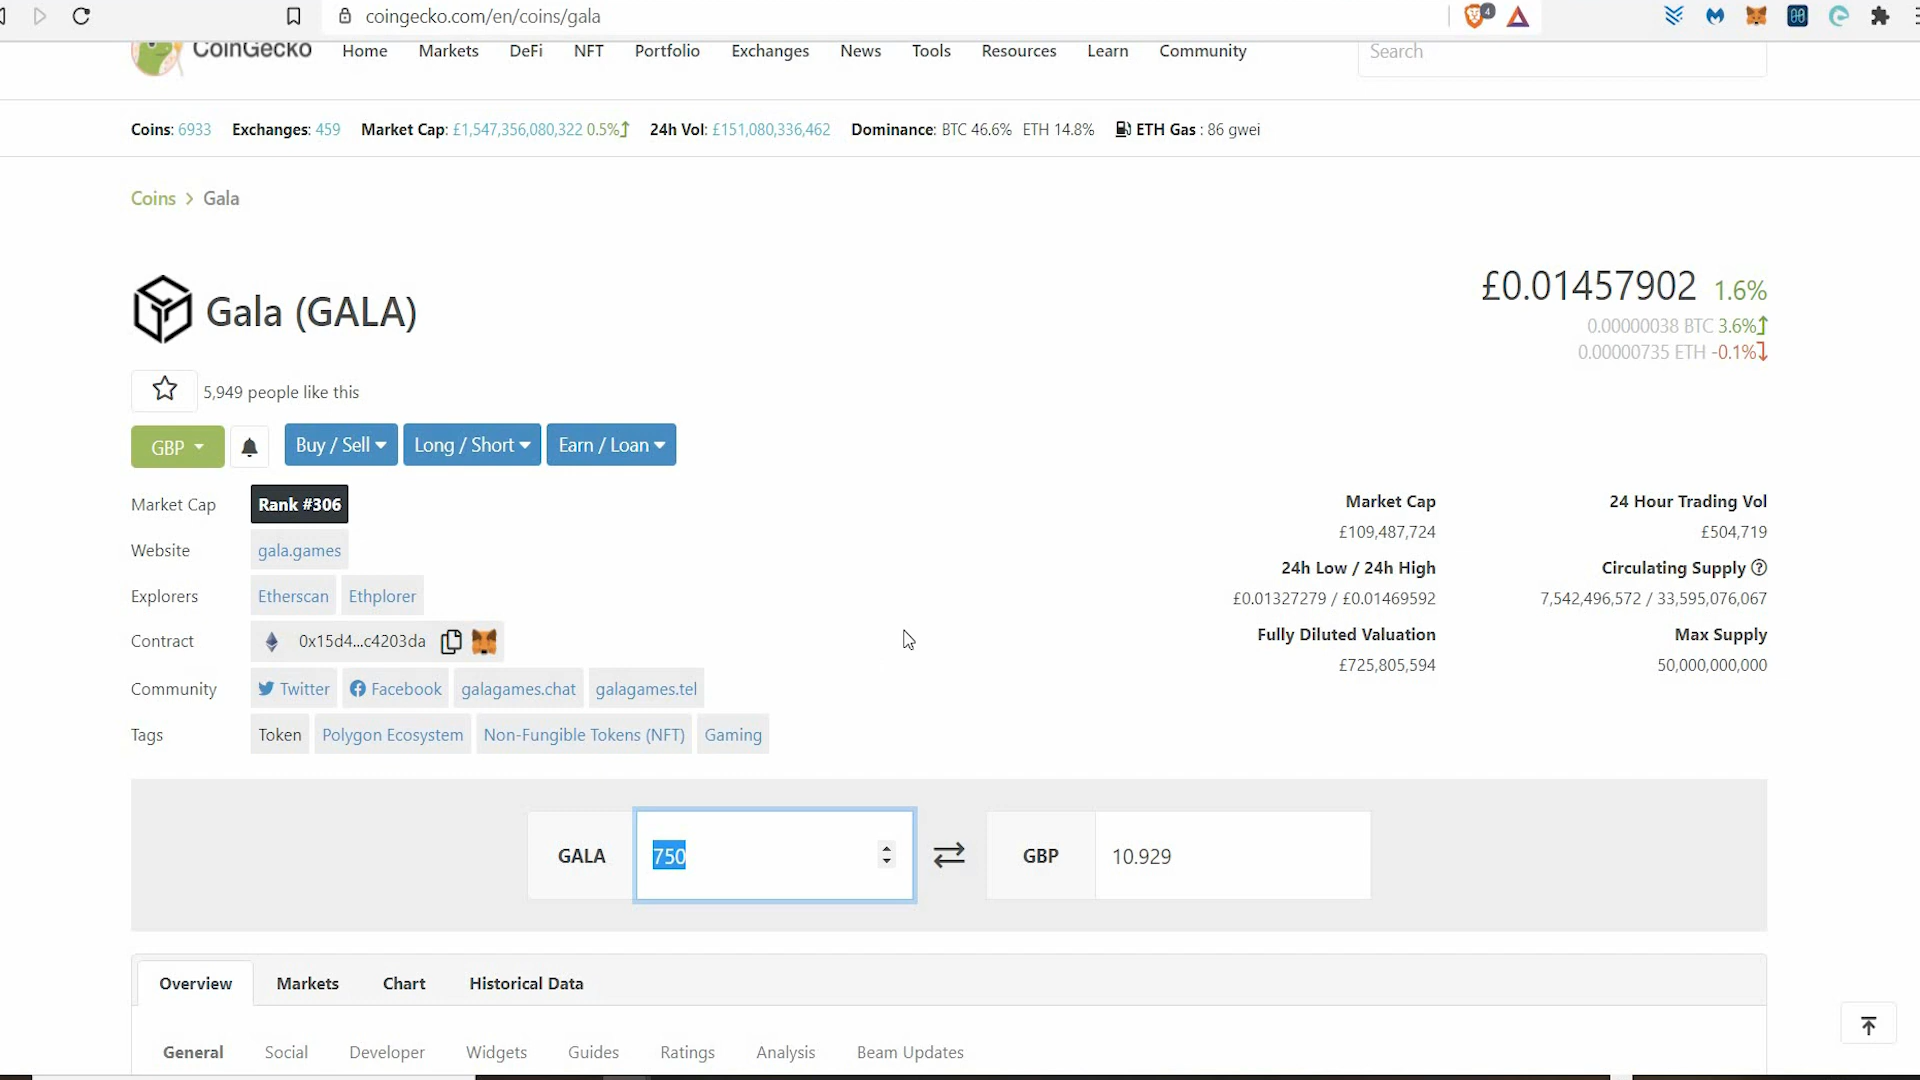 coingecko.com/en/coins/gala
4
CoinGecko Home Markets DeFi NFT Portfolio Exchanges News Tools Resources Learn Community Search
Coins: 6933 Exchanges: 459 Market Cap: £1,547,356,080,322 0.5% 24h Vol: £151,080,336,462 Dominance: BTC 46.6% ETH 14.8% ETH Gas : 86 gwei
Coins > Gala
Gala (GALA)
£0.01457902 1.6%
0.00000038 BTC 3.6%
0.00000735 ETH -0.1%
5,949 people like this
GBP Buy / Sell Long / Short Earn / Loan
Market Cap Rank #306
Website gala.games
Explorers Etherscan Ethplorer
Contract 0x15d4...c4203da
Community Twitter Facebook galagames.chat galagames.tel
Tags Token Polygon Ecosystem Non-Fungible Tokens (NFT) Gaming
Market Cap 24 Hour Trading Vol
£109,487,724 £504,719
24h Low / 24h High Circulating Supply ?
£0.01327279 / £0.01469592 7,542,496,572 / 33,595,076,067
Fully Diluted Valuation Max Supply
£725,805,594 50,000,000,000
GALA 750 GBP 10.929
Overview Markets Chart Historical Data
General Social Developer Widgets Guides Ratings Analysis Beam Updates